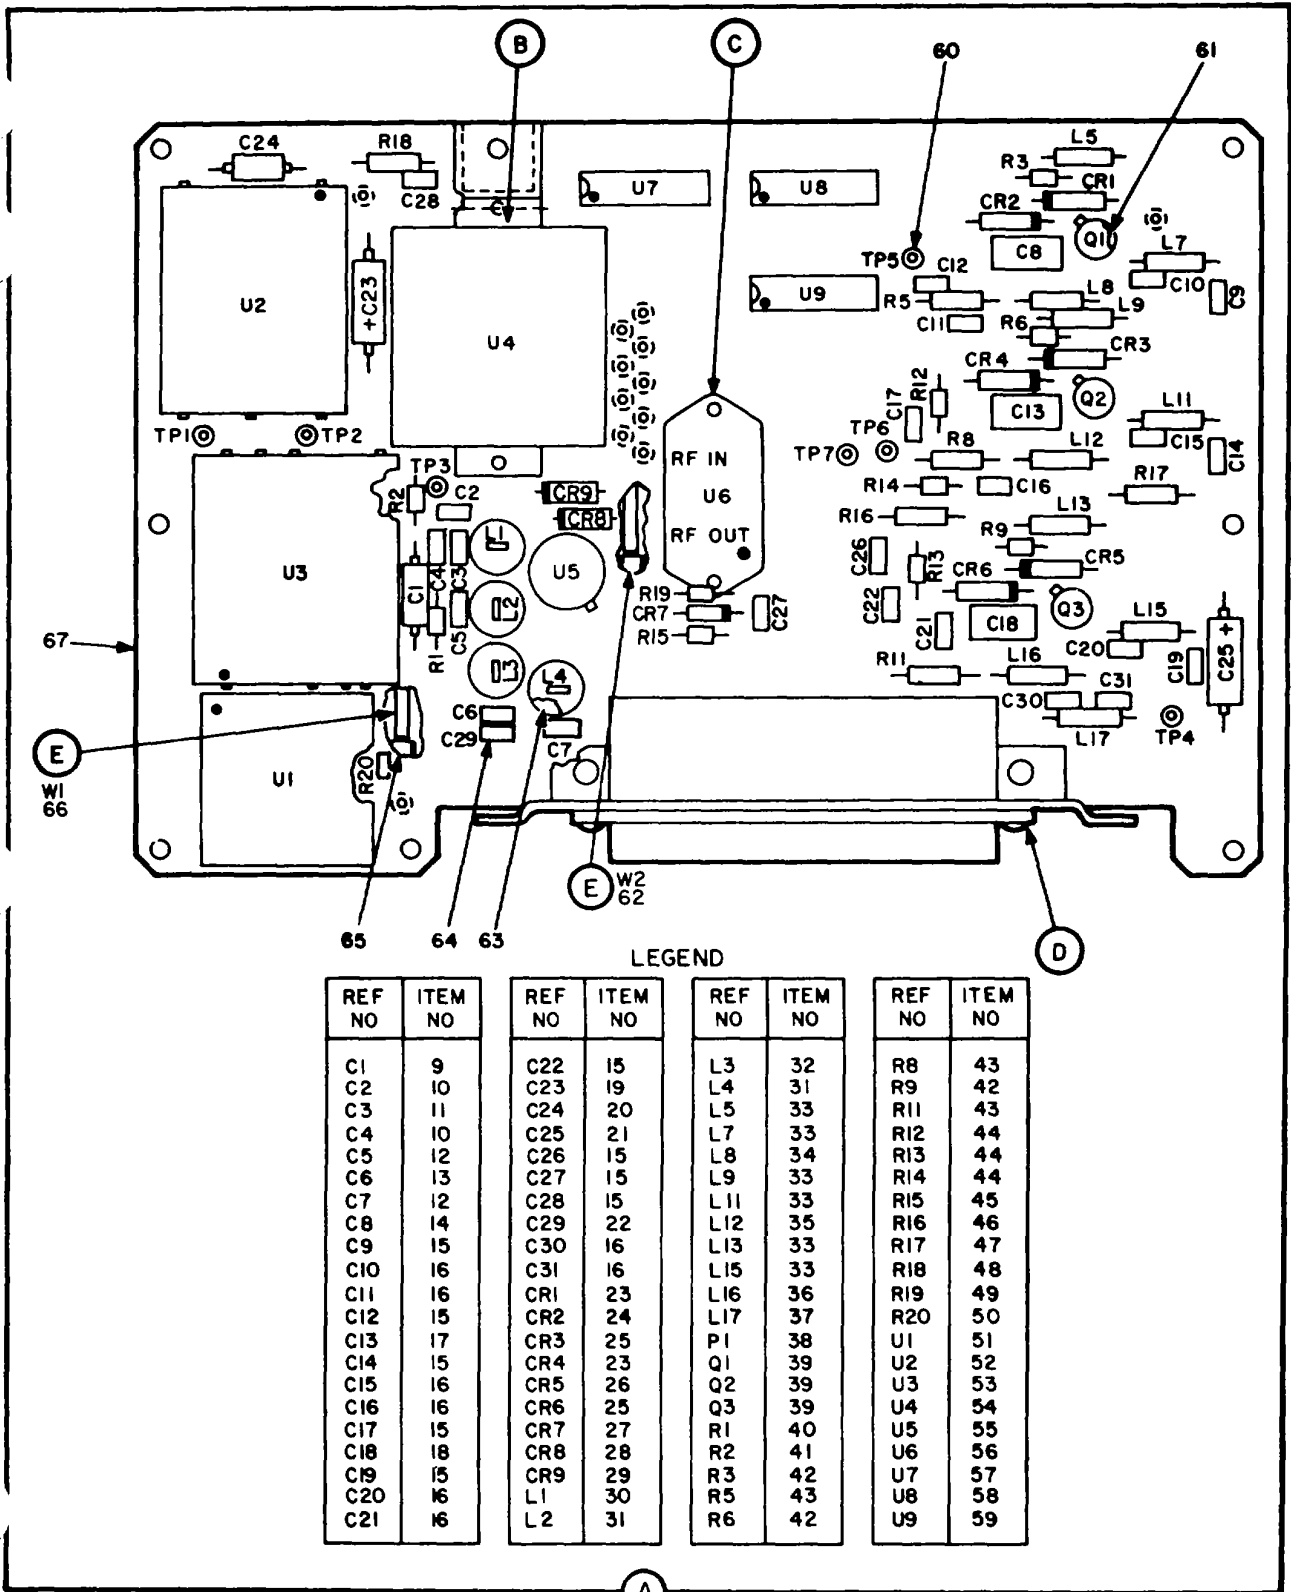 B
C
60
61
C24
R18
C28
U7
U8
L5
R3
CR1
CR2
Q1
C8
L7
TP5
C12
C10
C9
U2
+C23
U4
U9
R5
L8
L9
C11
R6
CR3
CR4
R12
C17
C13
Q2
L11
TP1
TP2
TP6
TP7
C15
C14
R8
L12
RF IN
U6
RF OUT
TP3
R2
C2
CR9
CR8
R14
C16
R17
R16
L13
R9
U3
C4
C3
L1
U5
C26
R13
CR5
CR6
C1
L2
R19
CR7
C27
R15
C22
C21
C18
Q3
L15
67
R1
C5
L3
C20
C19
C25 +
R11
L16
L4
C30
C31
C6
C29
C7
L17
TP4
E
W1
66
U1
R20
E
W2
62
65
64
63
D
LEGEND
REF NO ITEM NO REF NO ITEM NO REF NO ITEM NO REF NO ITEM NO
C1 9 C22 15 L3 32 R8 43
C2 10 C23 19 L4 31 R9 42
C3 11 C24 20 L5 33 R11 43
C4 10 C25 21 L7 33 R12 44
C5 12 C26 15 L8 34 R13 44
C6 13 C27 15 L9 33 R14 44
C7 12 C28 15 L11 33 R15 45
C8 14 C29 22 L12 35 R16 46
C9 15 C30 16 L13 33 R17 47
C10 16 C31 16 L15 33 R18 48
C11 16 CR1 23 L16 36 R19 49
C12 15 CR2 24 L17 37 R20 50
C13 17 CR3 25 P1 38 U1 51
C14 15 CR4 23 Q1 39 U2 52
C15 16 CR5 26 Q2 39 U3 53
C16 16 CR6 25 Q3 39 U4 54
C17 15 CR7 27 R1 40 U5 55
C18 18 CR8 28 R2 41 U6 56
C19 15 CR9 29 R3 42 U7 57
C20 16 L1 30 R5 43 U8 58
C21 16 L2 31 R6 42 U9 59
A